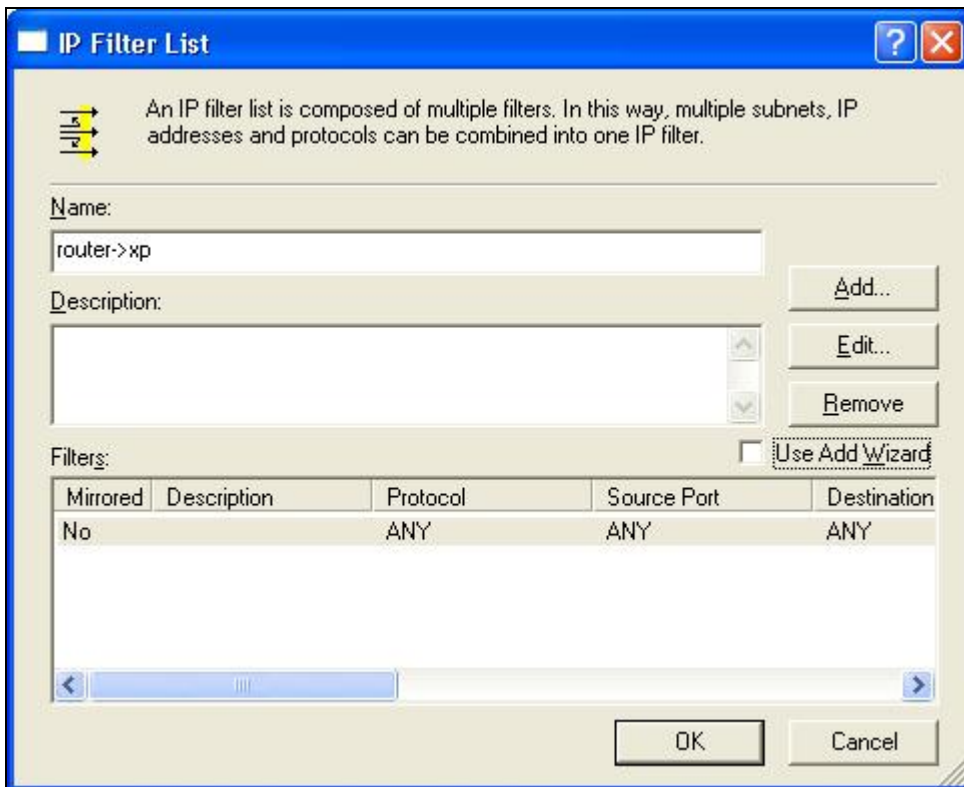 IP Filter List
An IP filter list is composed of multiple filters. In this way, multiple subnets, IP
addresses and protocols can be combined into one IP filter.
Name:
router->xp
Add...
Description:
Edit...
Remove
Use Add Wizard
Filters:
Mirrored Description Protocol Source Port Destination
No ANY ANY ANY
OK Cancel